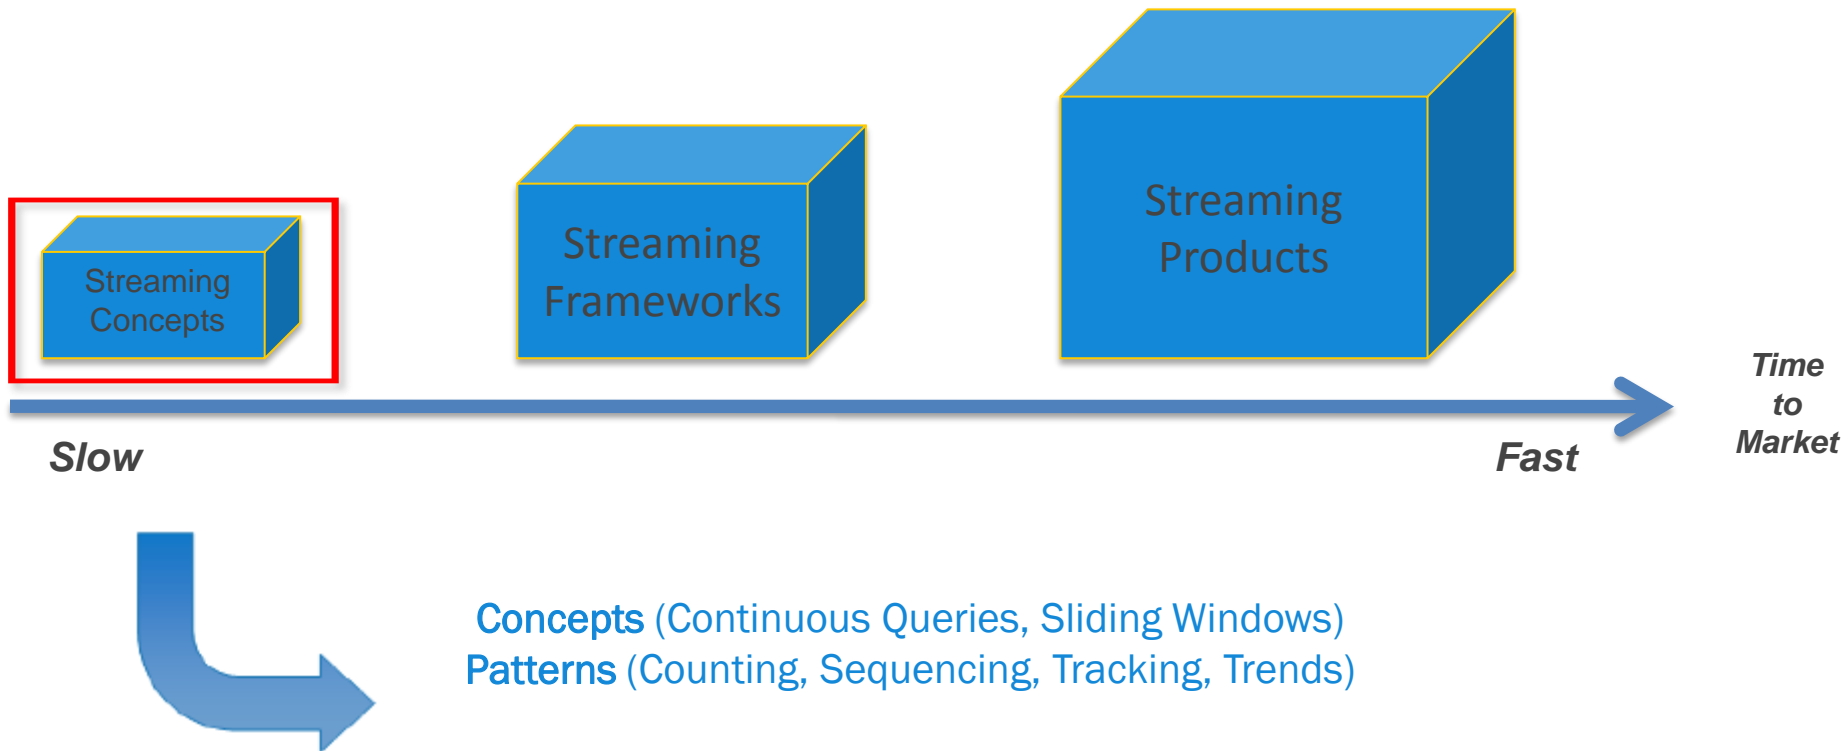 Streaming
Concepts
Streaming
Frameworks
Streaming
Products
Time
to
Market
Slow
Fast
Concepts (Continuous Queries, Sliding Windows)
Patterns (Counting, Sequencing, Tracking, Trends)